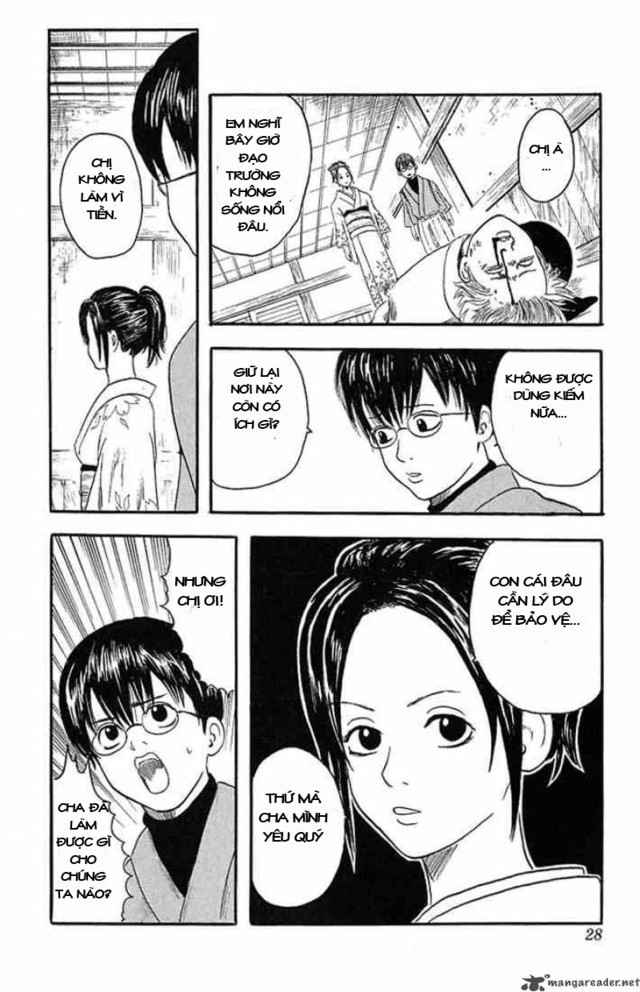 CHỊ À
...
EM NGHĨ
BÂY GIỜ
ĐẠO
TRƯỜNG
KHÔNG
SỐNG NỔI
ĐÂU.
CHỊ
KHÔNG
LÀM VÌ
TIỀN.
KHÔNG ĐƯỢC
DÙNG KIẾM
NỮA...
GIỮ LẠI
NƠI NÀY
CÒN CÓ
ÍCH GÌ?
CON CÁI ĐÂU
CẦN LÝ DO
ĐỂ BẢO VỆ...
THỨ MÀ
CHA MÌNH
YÊU QUÝ
NHƯNG
CHỊ ƠI!
CHA ĐÃ
LÀM
ĐƯỢC GÌ
CHO
CHÚNG
TA NÀO?
28
mangareader.net